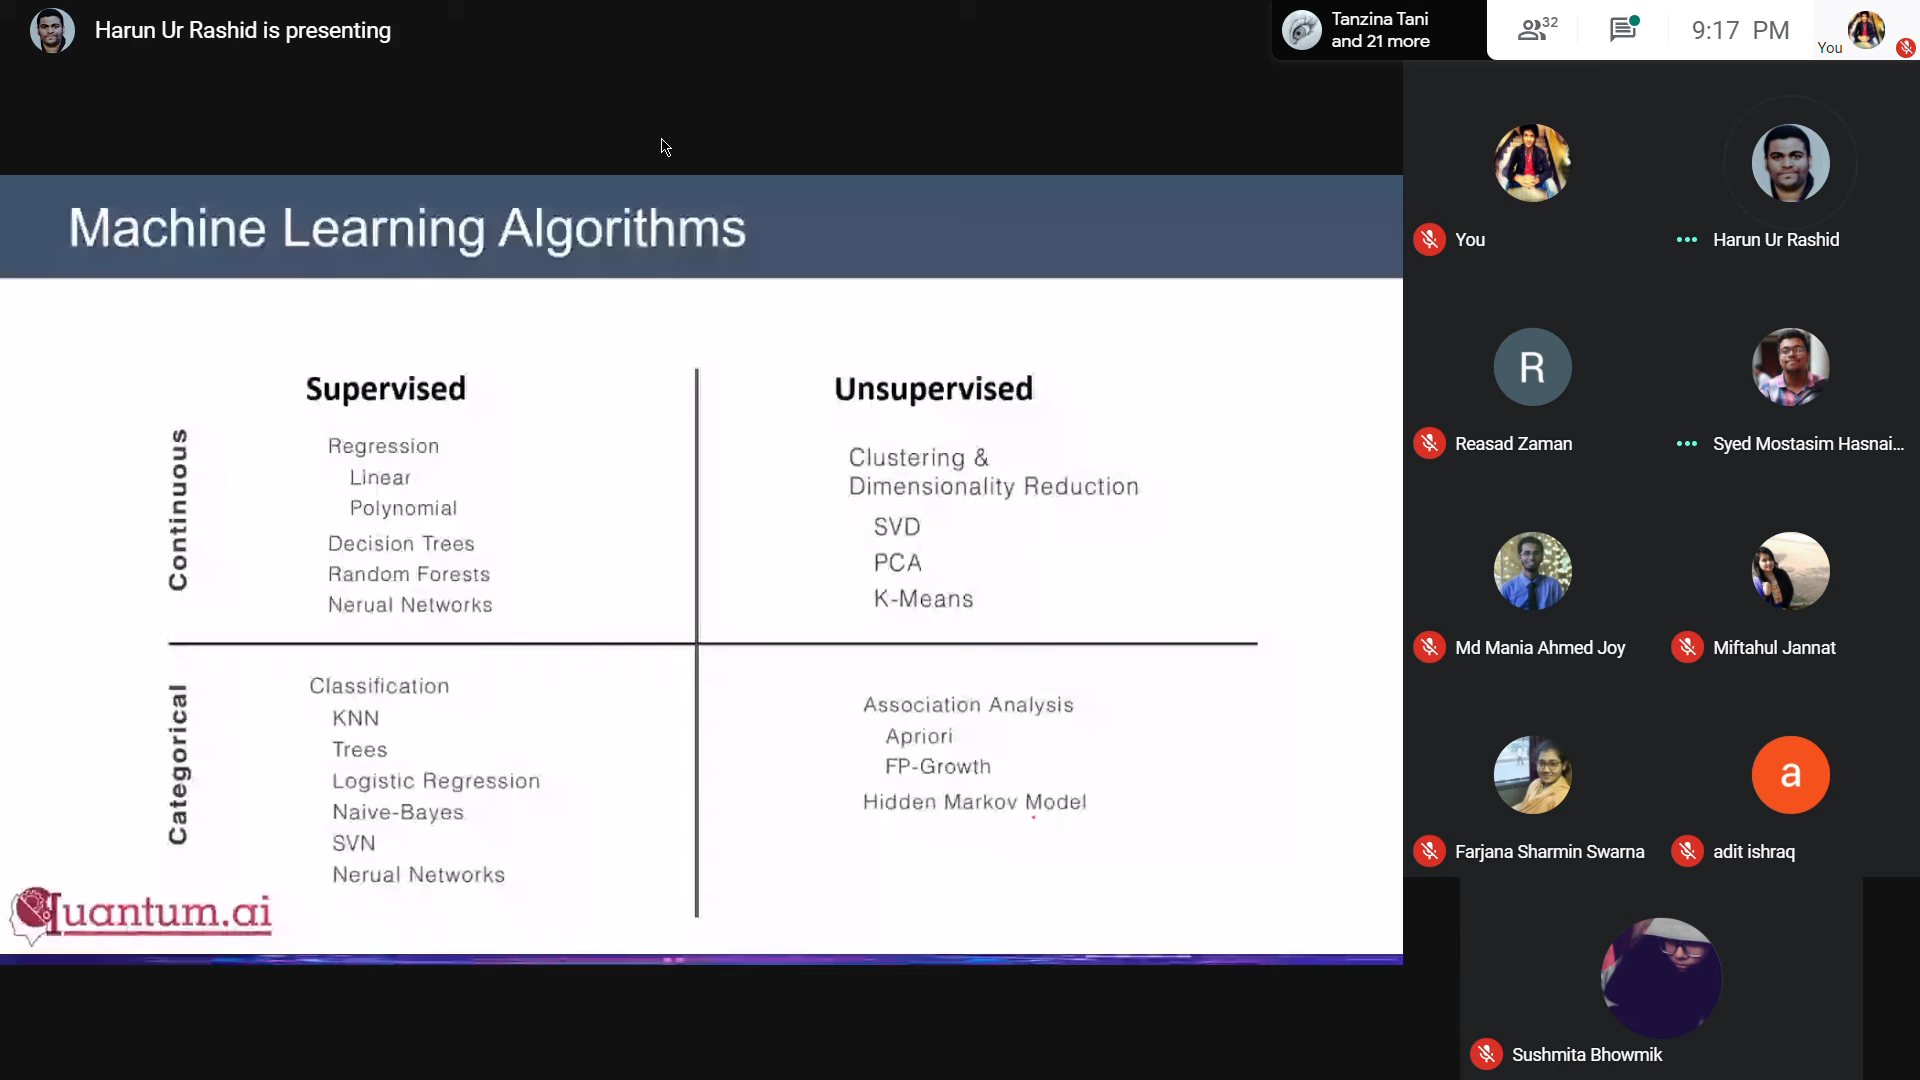 Harun Ur Rashid is presenting
Tanzina Tani
and 21 more
32
9:17 PM
You
Machine Learning Algorithms
Supervised
Unsupervised
Continuous
Regression
Linear
Polynomial
Decision Trees
Random Forests
Nerual Networks
Clustering &
Dimensionality Reduction
SVD
PCA
K-Means
Categorical
Classification
KNN
Trees
Logistic Regression
Naive-Bayes
SVN
Nerual Networks
Association Analysis
Apriori
FP-Growth
Hidden Markov Model
Quantum.ai
You
Harun Ur Rashid
R
Reasad Zaman
Syed Mostasim Hasnai...
Md Mania Ahmed Joy
Miftahul Jannat
a
Farjana Sharmin Swarna
adit ishraq
Sushmita Bhowmik